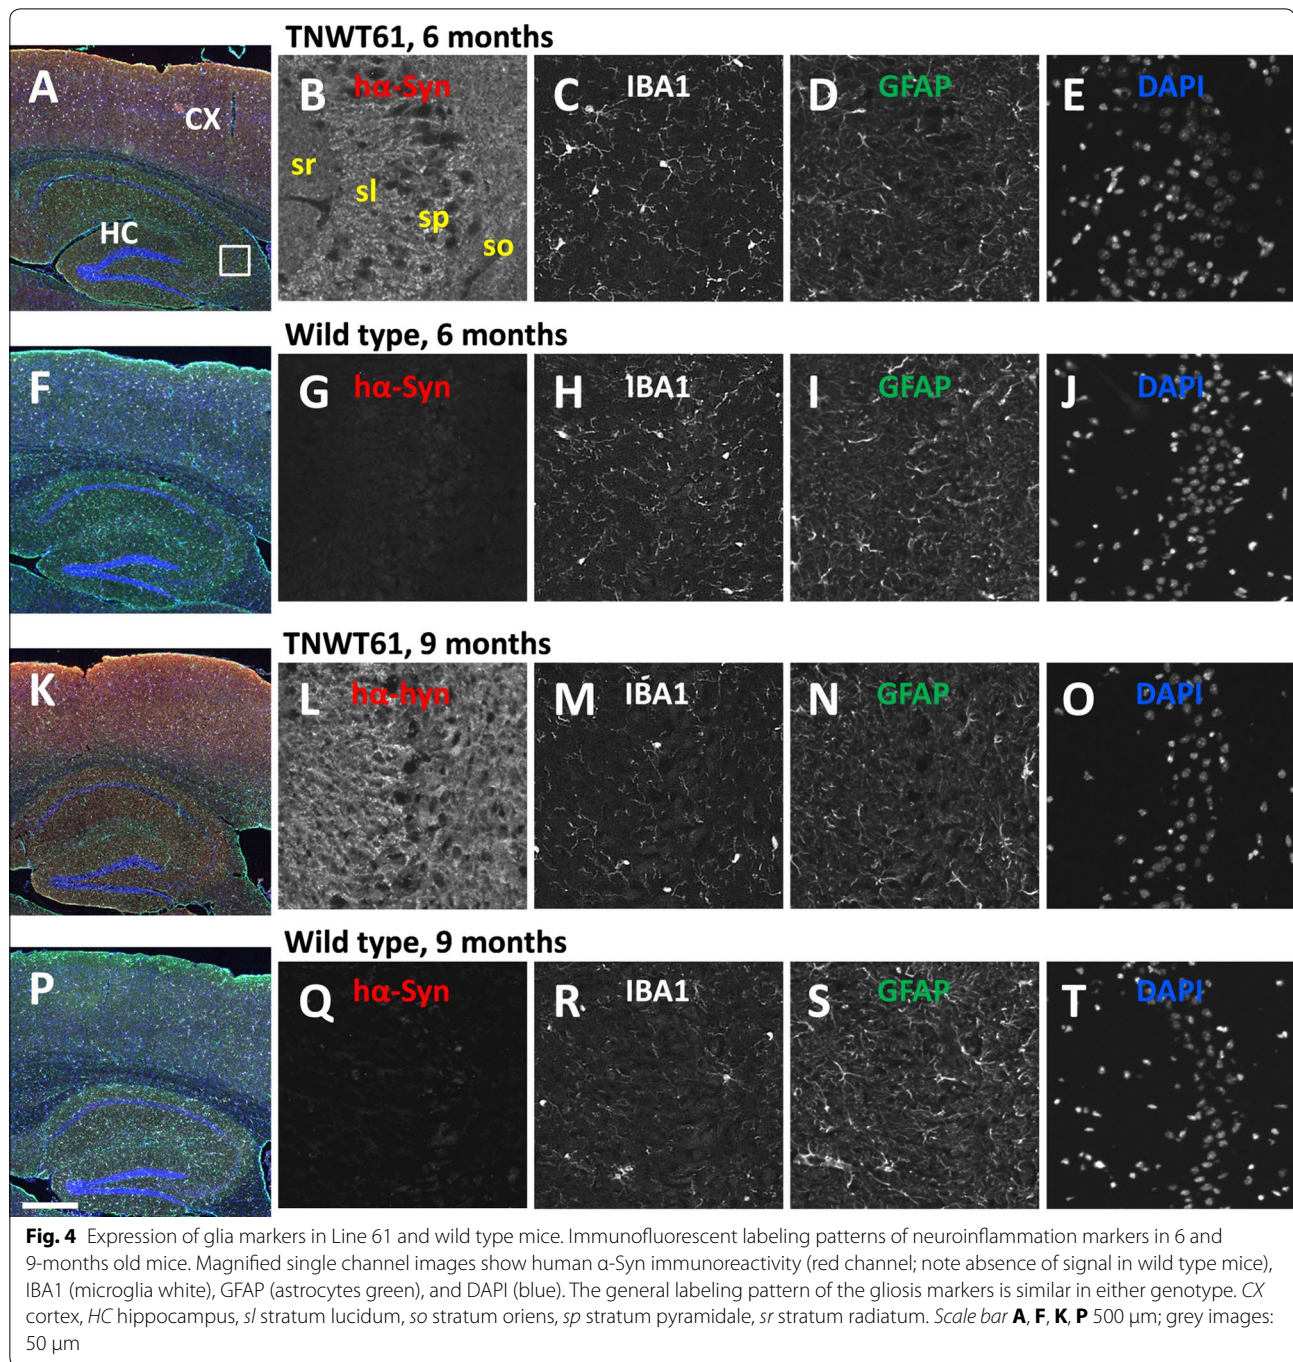 TNWT61, 6 months
A
CX
HC
B hα-Syn
sr
sl
sp
so
C IBA1
D GFAP
E DAPI
Wild type, 6 months
F
G hα-Syn
H IBA1
I GFAP
J DAPI
TNWT61, 9 months
K
L hα-hyn
M IBA1
N GFAP
O DAPI
Wild type, 9 months
P
Q hα-Syn
R IBA1
S GFAP
T DAPI
Fig. 4 Expression of glia markers in Line 61 and wild type mice. Immunofluorescent labeling patterns of neuroinflammation markers in 6 and
9-months old mice. Magnified single channel images show human α-Syn immunoreactivity (red channel; note absence of signal in wild type mice),
IBA1 (microglia white), GFAP (astrocytes green), and DAPI (blue). The general labeling pattern of the gliosis markers is similar in either genotype. CX
cortex, HC hippocampus, sl stratum lucidum, so stratum oriens, sp stratum pyramidale, sr stratum radiatum. Scale bar A, F, K, P 500 μm; grey images:
50 μm